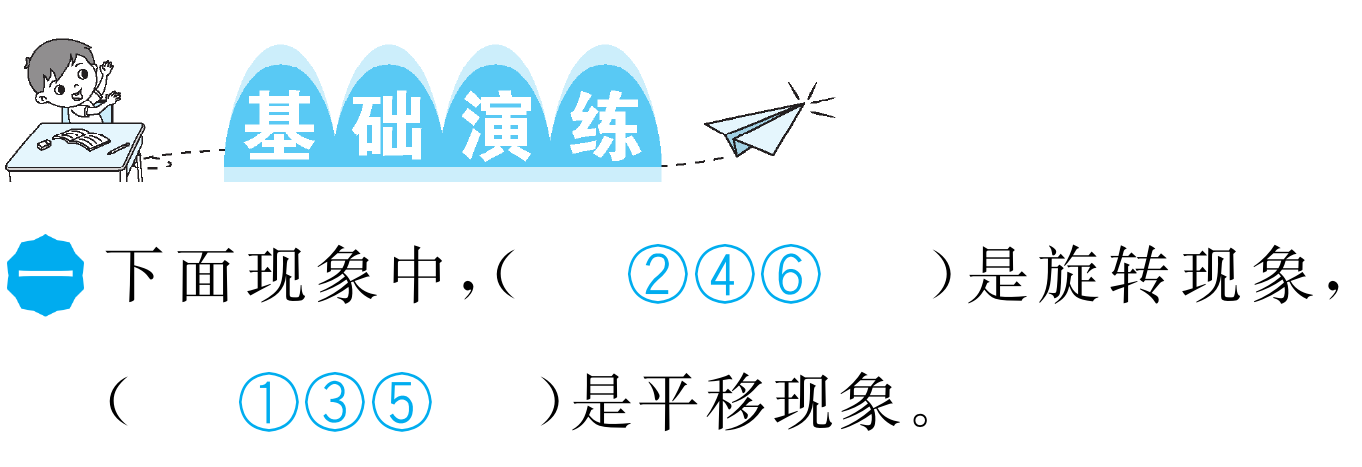 基础演练
一 下面现象中,( ②④⑥ )是旋转现象,
( ①③⑤ )是平移现象。